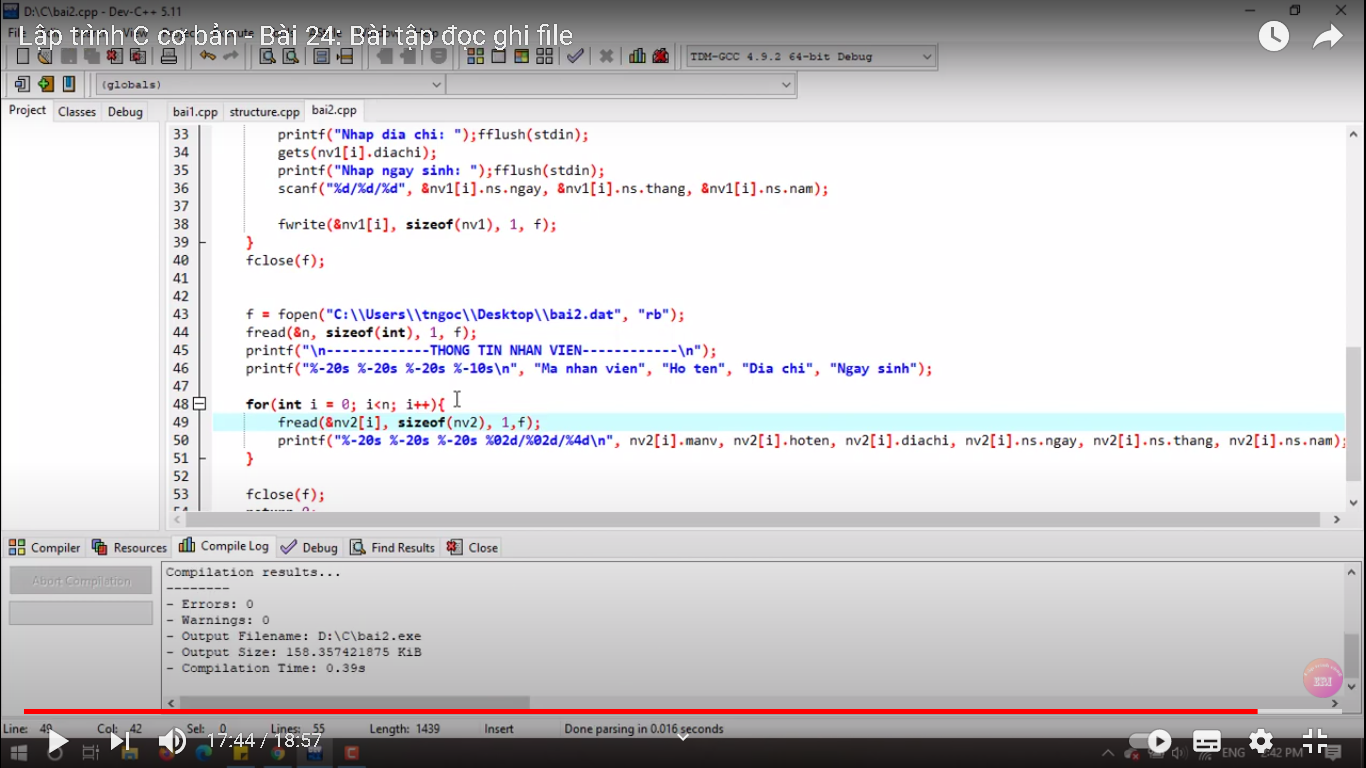 D:\C\bai2.cpp - Dev-C++ 5.11
Lập trình C cơ bản - Bài 24: Bài tập đọc ghi file
TDM-GCC 4.9.2 64-bit Debug
(globals)
Project Classes Debug bai1.cpp structure.cpp bai2.cpp
33 printf("Nhap dia chi: ");fflush(stdin);
34 gets(nv1[i].diachi);
35 printf("Nhap ngay sinh: ");fflush(stdin);
36 scanf("%d/%d/%d", &nv1[i].ns.ngay, &nv1[i].ns.thang, &nv1[i].ns.nam);
37
38 fwrite(&nv1[i], sizeof(nv1), 1, f);
39 }
40 fclose(f);
41
42
43 f = fopen("C:\\Users\\tngoc\\Desktop\\bai2.dat", "rb");
44 fread(&n, sizeof(int), 1, f);
45 printf("\n-------------THONG TIN NHAN VIEN------------\n");
46 printf("%-20s %-20s %-20s %-10s\n", "Ma nhan vien", "Ho ten", "Dia chi", "Ngay sinh");
47
48 for(int i = 0; i<n; i++){
49 fread(&nv2[i], sizeof(nv2), 1,f);
50 printf("%-20s %-20s %-20s %02d/%02d/%4d\n", nv2[i].manv, nv2[i].hoten, nv2[i].diachi, nv2[i].ns.ngay, nv2[i].ns.thang, nv2[i].ns.nam);
51 }
52
53 fclose(f);
Compiler Resources Compile Log Debug Find Results Close
Abort Compilation
Compilation results...
--------
- Errors: 0
- Warnings: 0
- Output Filename: D:\C\bai2.exe
- Output Size: 158.357421875 KiB
- Compilation Time: 0.39s
Line: 49 Col: 42 Sel: 0 Lines: 55 Length: 1439 Insert Done parsing in 0.016 seconds
17:44 / 18:57
ENG